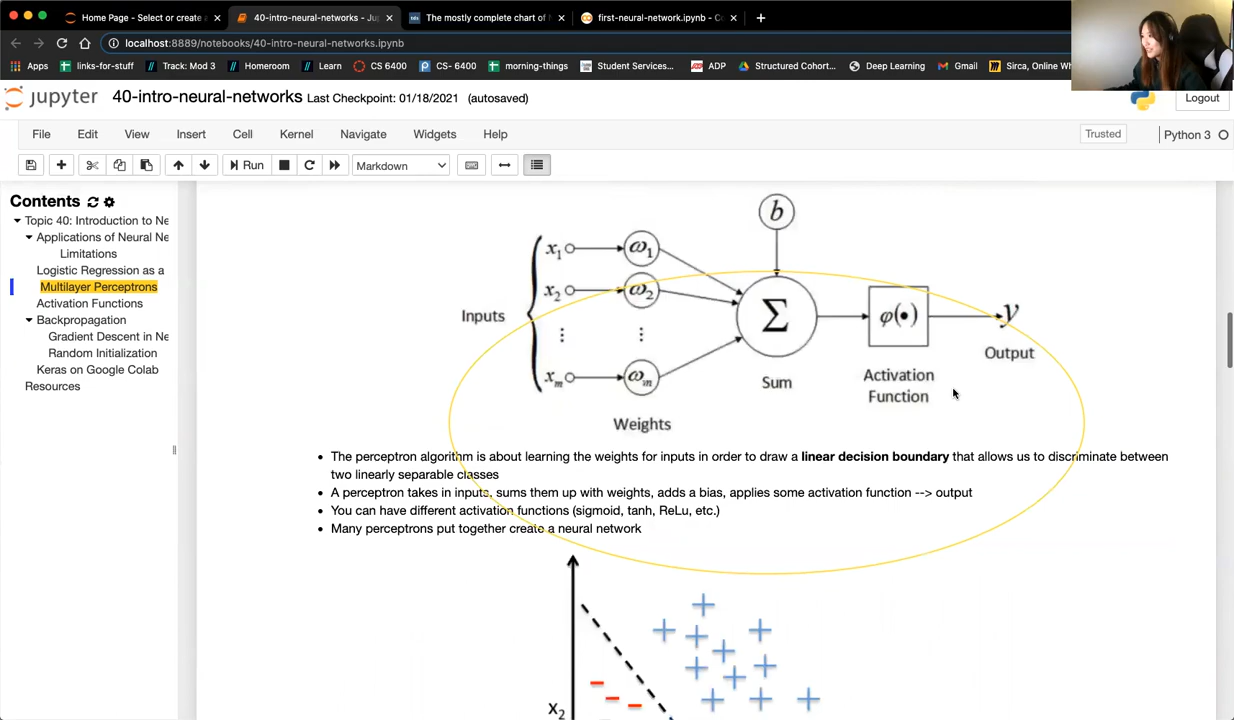 Home Page - Select or create a
40-intro-neural-networks - Jup
The mostly complete chart of N
first-neural-network.ipynb - Co
localhost:8889/notebooks/40-intro-neural-networks.ipynb
Apps
links-for-stuff
Track: Mod 3
Homeroom
Learn
CS 6400
CS- 6400
morning-things
Student Services...
ADP
Structured Cohort...
Deep Learning
Gmail
Sirca, Online Wh
jupyter
40-intro-neural-networks Last Checkpoint: 01/18/2021 (autosaved)
Logout
File Edit View Insert Cell Kernel Navigate Widgets Help
Trusted
Python 3
Run
Markdown
Contents
Topic 40: Introduction to Ne
Applications of Neural Ne
Limitations
Logistic Regression as a
Multilayer Perceptrons
Activation Functions
Backpropagation
Gradient Descent in Ne
Random Initialization
Keras on Google Colab
Resources
b
x1 ω1
x2 ω2
Inputs ⋮ ⋮ Σ φ(•) y
xm ωm
Output
Sum
Activation
Function
Weights
• The perceptron algorithm is about learning the weights for inputs in order to draw a linear decision boundary that allows us to discriminate between
two linearly separable classes
• A perceptron takes in inputs, sums them up with weights, adds a bias, applies some activation function --> output
• You can have different activation functions (sigmoid, tanh, ReLu, etc.)
• Many perceptrons put together create a neural network
x2